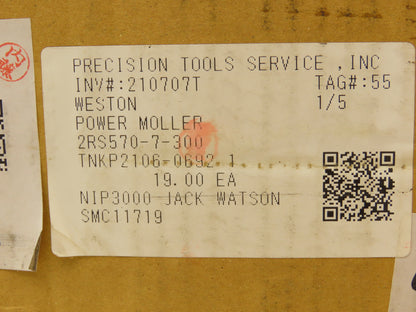 PRECISION TOOLS SERVICE ,INC
INV#:210707T TAG#:55
WESTON 1/5
POWER MOLLER
2RS570-7-300
TNKP2106-0692 1
19.00 EA
NIP3000 JACK WATSON
SMC11719